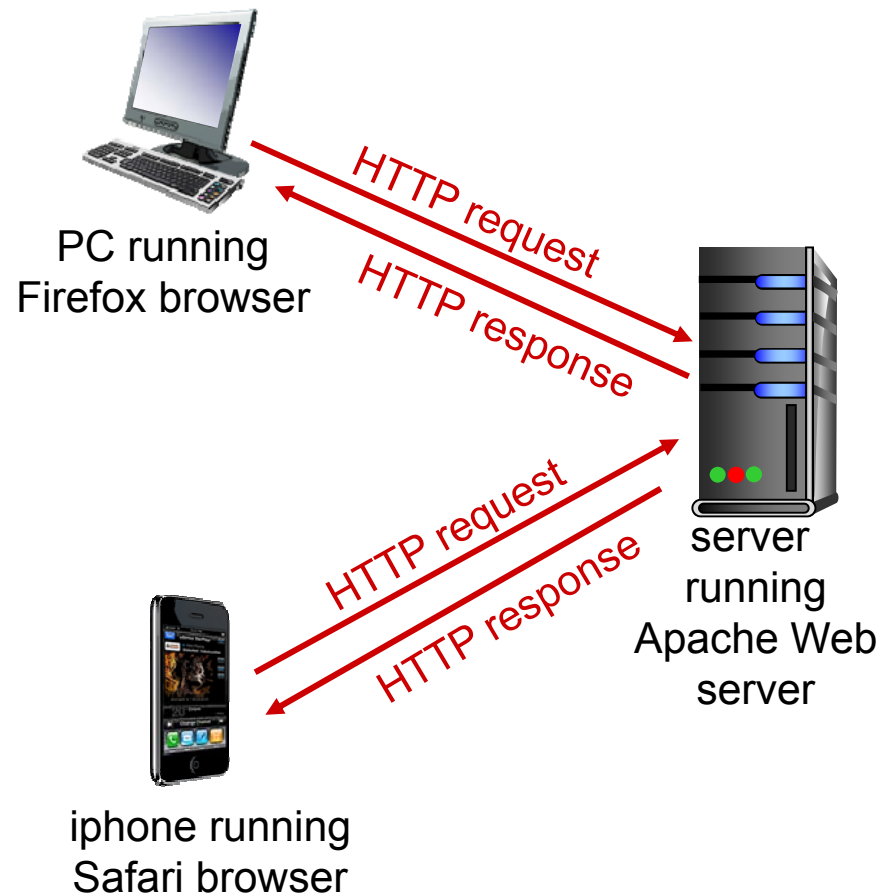 HTTP request
HTTP response
PC running
Firefox browser
HTTP request
HTTP response
server
running
Apache Web
server
iphone running
Safari browser